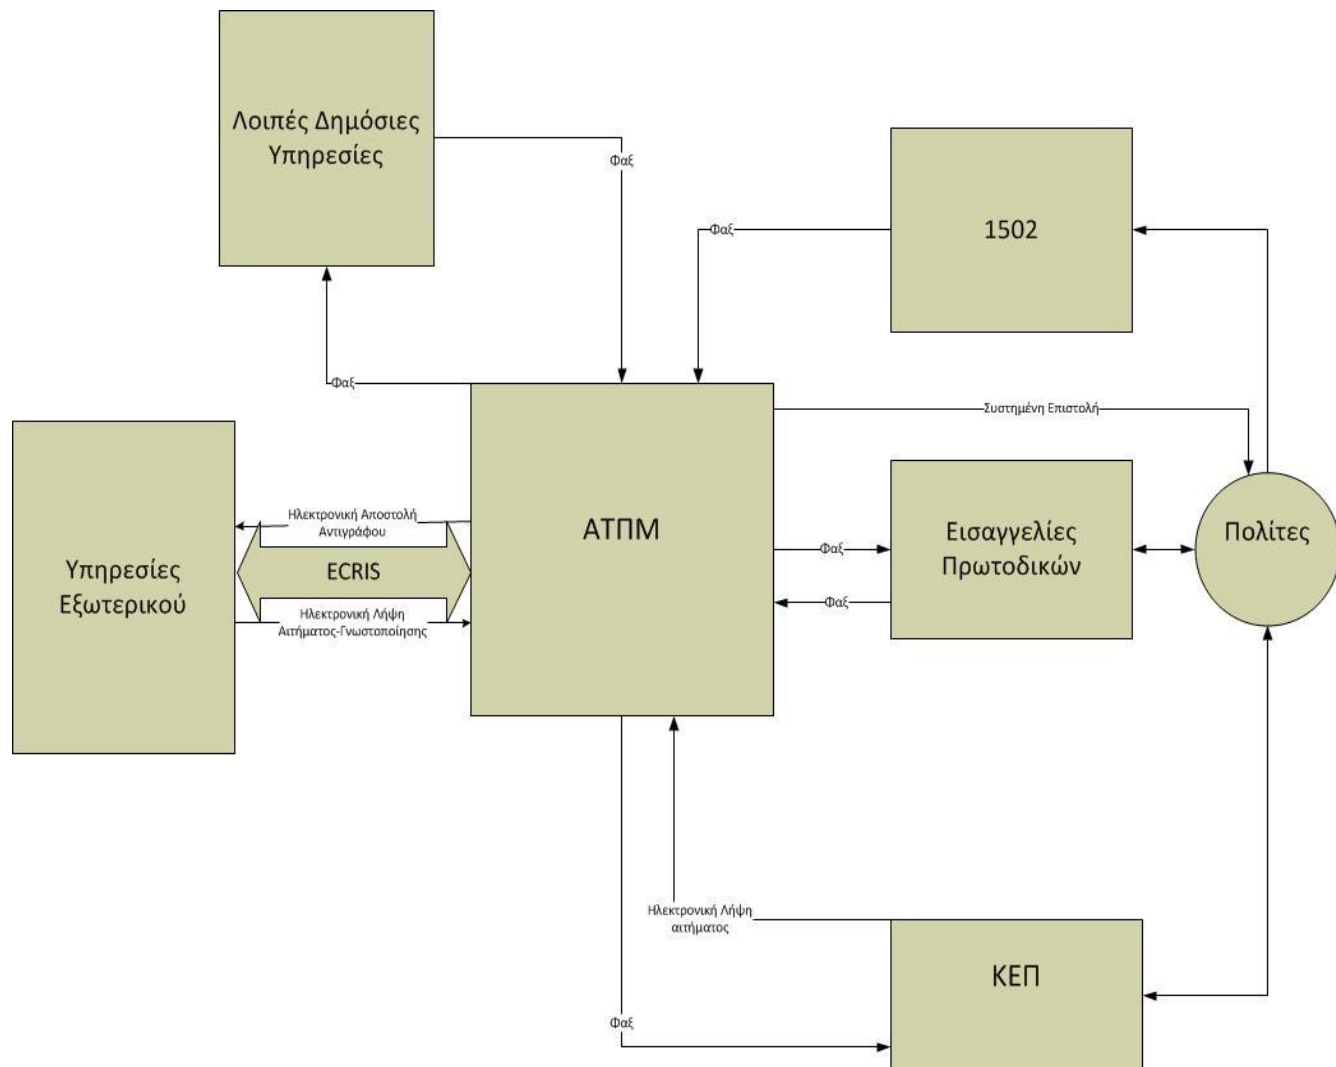 Λοιπές Δημόσιες
Υπηρεσίες
Φαξ
1502
Φαξ
Φαξ
Συστημένη Επιστολή
Ηλεκτρονική Αποστολή
Αντιγράφου
ΑΤΠΜ
Εισαγγελίες
Πρωτοδικών
Πολίτες
Φαξ
Υπηρεσίες
Εξωτερικού
ECRIS
Φαξ
Ηλεκτρονική Λήψη
Αιτήματος-Γνωστοποίησης
Ηλεκτρονική Λήψη
αιτήματος
ΚΕΠ
Φαξ